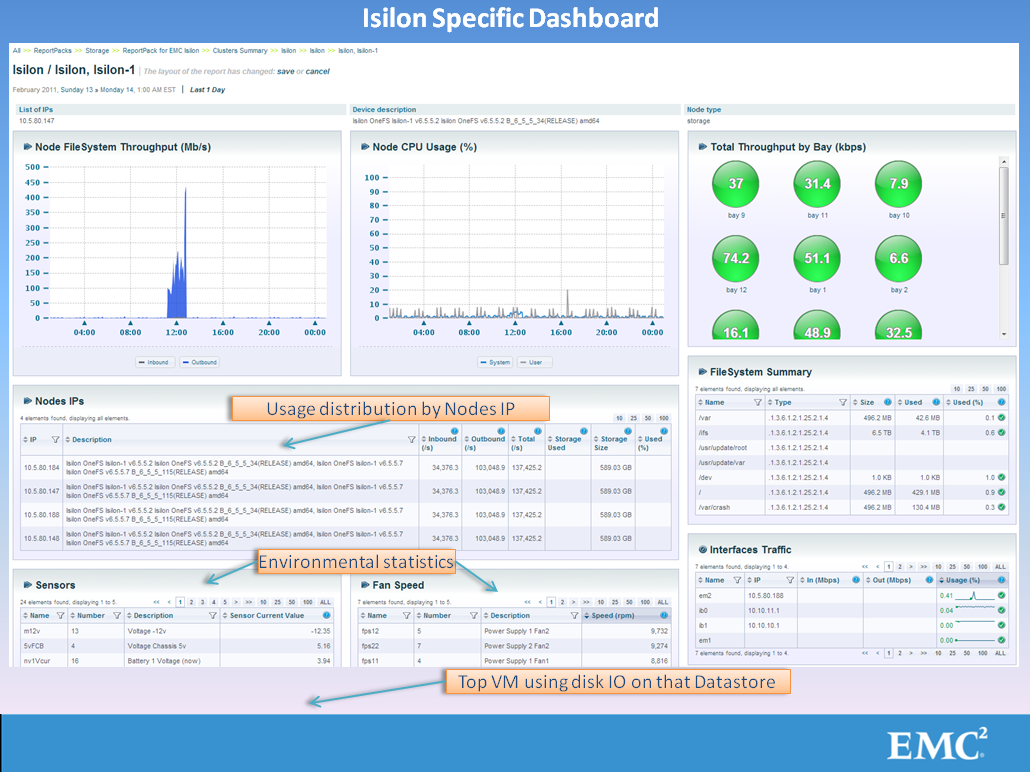 Isilon Specific Dashboard
All >> ReportPacks >> Storage >> ReportPack for EMC Isilon >> Clusters Summary >> Isilon >> Isilon >> Isilon, Isilon-1
Isilon / Isilon, Isilon-1 | The layout of the report has changed: save or cancel
February 2011, Sunday 13 » Monday 14, 1:00 AM EST | Last 1 Day
List of IPs
10.5.80.147
Device description
Isilon OneFS Isilon-1 v6.5.5.2 Isilon OneFS v6.5.5.2 B_6_5_5_34(RELEASE) amd64
Node type
storage
Node FileSystem Throughput (Mb/s)
500
450
400
350
300
250
200
150
100
50
0
04:00 08:00 12:00 16:00 20:00 00:00
Inbound Outbound
Node CPU Usage (%)
100
90
80
70
60
50
40
30
20
10
0
04:00 08:00 12:00 16:00 20:00 00:00
System User
Total Throughput by Bay (kbps)
37 31.4 7.9
bay 9 bay 11 bay 10
74.2 51.1 6.6
bay 12 bay 1 bay 2
16.1 48.9 32.5
FileSystem Summary
7 elements found, displaying all elements.
10 25 50 100
Name Type Size Used Used (%)
/var .1.3.6.1.2.1.25.2.1.4 496.2 MB 42.6 MB 0.1
/ifs .1.3.6.1.2.1.25.2.1.4 6.5 TB 4.1 TB 0.6
/usr/update/root .1.3.6.1.2.1.25.2.1.4
/usr/update/var .1.3.6.1.2.1.25.2.1.4
/dev .1.3.6.1.2.1.25.2.1.4 1.0 KB 1.0 KB 1.0
/ .1.3.6.1.2.1.25.2.1.4 496.2 MB 429.1 MB 0.9
/var/crash .1.3.6.1.2.1.25.2.1.4 496.2 MB 130.4 MB 0.3
Nodes IPs
Usage distribution by Nodes IP
4 elements found, displaying all elements.
10 25 50 100
IP Description Inbound (/s) Outbound (/s) Total (/s) Storage Used Storage Size Used (%)
10.5.80.184 Isilon OneFS Isilon-1 v6.5.5.2 Isilon OneFS v6.5.5.2 B_6_5_5_34(RELEASE) amd64, Isilon OneFS Isilon-1 v6.5.5.7 34,376.3 103,048.9 137,425.2 589.03 GB
Isilon OneFS v6.5.5.7 B_6_5_5_115(RELEASE) amd64
10.5.80.147 Isilon OneFS Isilon-1 v6.5.5.2 Isilon OneFS v6.5.5.2 B_6_5_5_34(RELEASE) amd64, Isilon OneFS Isilon-1 v6.5.5.7 34,376.3 103,048.9 137,425.2 589.03 GB
Isilon OneFS v6.5.5.7 B_6_5_5_115(RELEASE) amd64
10.5.80.188 Isilon OneFS Isilon-1 v6.5.5.2 Isilon OneFS v6.5.5.2 B_6_5_5_34(RELEASE) amd64, Isilon OneFS Isilon-1 v6.5.5.7 34,376.3 103,048.9 137,425.2 589.03 GB
Isilon OneFS v6.5.5.7 B_6_5_5_115(RELEASE) amd64
10.5.80.148 Isilon OneFS Isilon-1 v6.5.5.2 Isilon OneFS v6.5.5.2 B_6_5_5_34(RELEASE) amd64, Isilon OneFS Isilon-1 v6.5.5.7 34,376.3 103,048.9 137,425.2 589.03 GB
Isilon OneFS v6.5.5.7 B_6_5_5_115(RELEASE) amd64
Environmental statistics
Interfaces Traffic
7 elements found, displaying 1 to 4.
<< < 1 2 > >> 10 25 50 100 ALL
Name IP In (Mbps) Out (Mbps) Usage (%)
em2 10.5.80.188 0.41
ib0 10.10.11.1 0.04
ib1 10.10.10.1 0.00
em1 0.00
7 elements found, displaying 1 to 4.
<< < 1 2 > >> 10 25 50 100 ALL
Sensors
24 elements found, displaying 1 to 5.
<< < 1 2 3 4 5 > >> 10 25 50 100 ALL
Name Number Description Sensor Current Value
m12v 13 Voltage -12v -12.35
5vFCB 4 Voltage Chassis 5v 5.16
nv1Vcur 16 Battery 1 Voltage (now) 3.94
Fan Speed
7 elements found, displaying 1 to 5.
<< < 1 2 > >> 10 25 50 100 ALL
Name Number Description Speed (rpm)
fps12 5 Power Supply 1 Fan2 9,732
fps22 7 Power Supply 2 Fan2 9,274
fps11 4 Power Supply 1 Fan1 8,816
Top VM using disk IO on that Datastore
EMC²